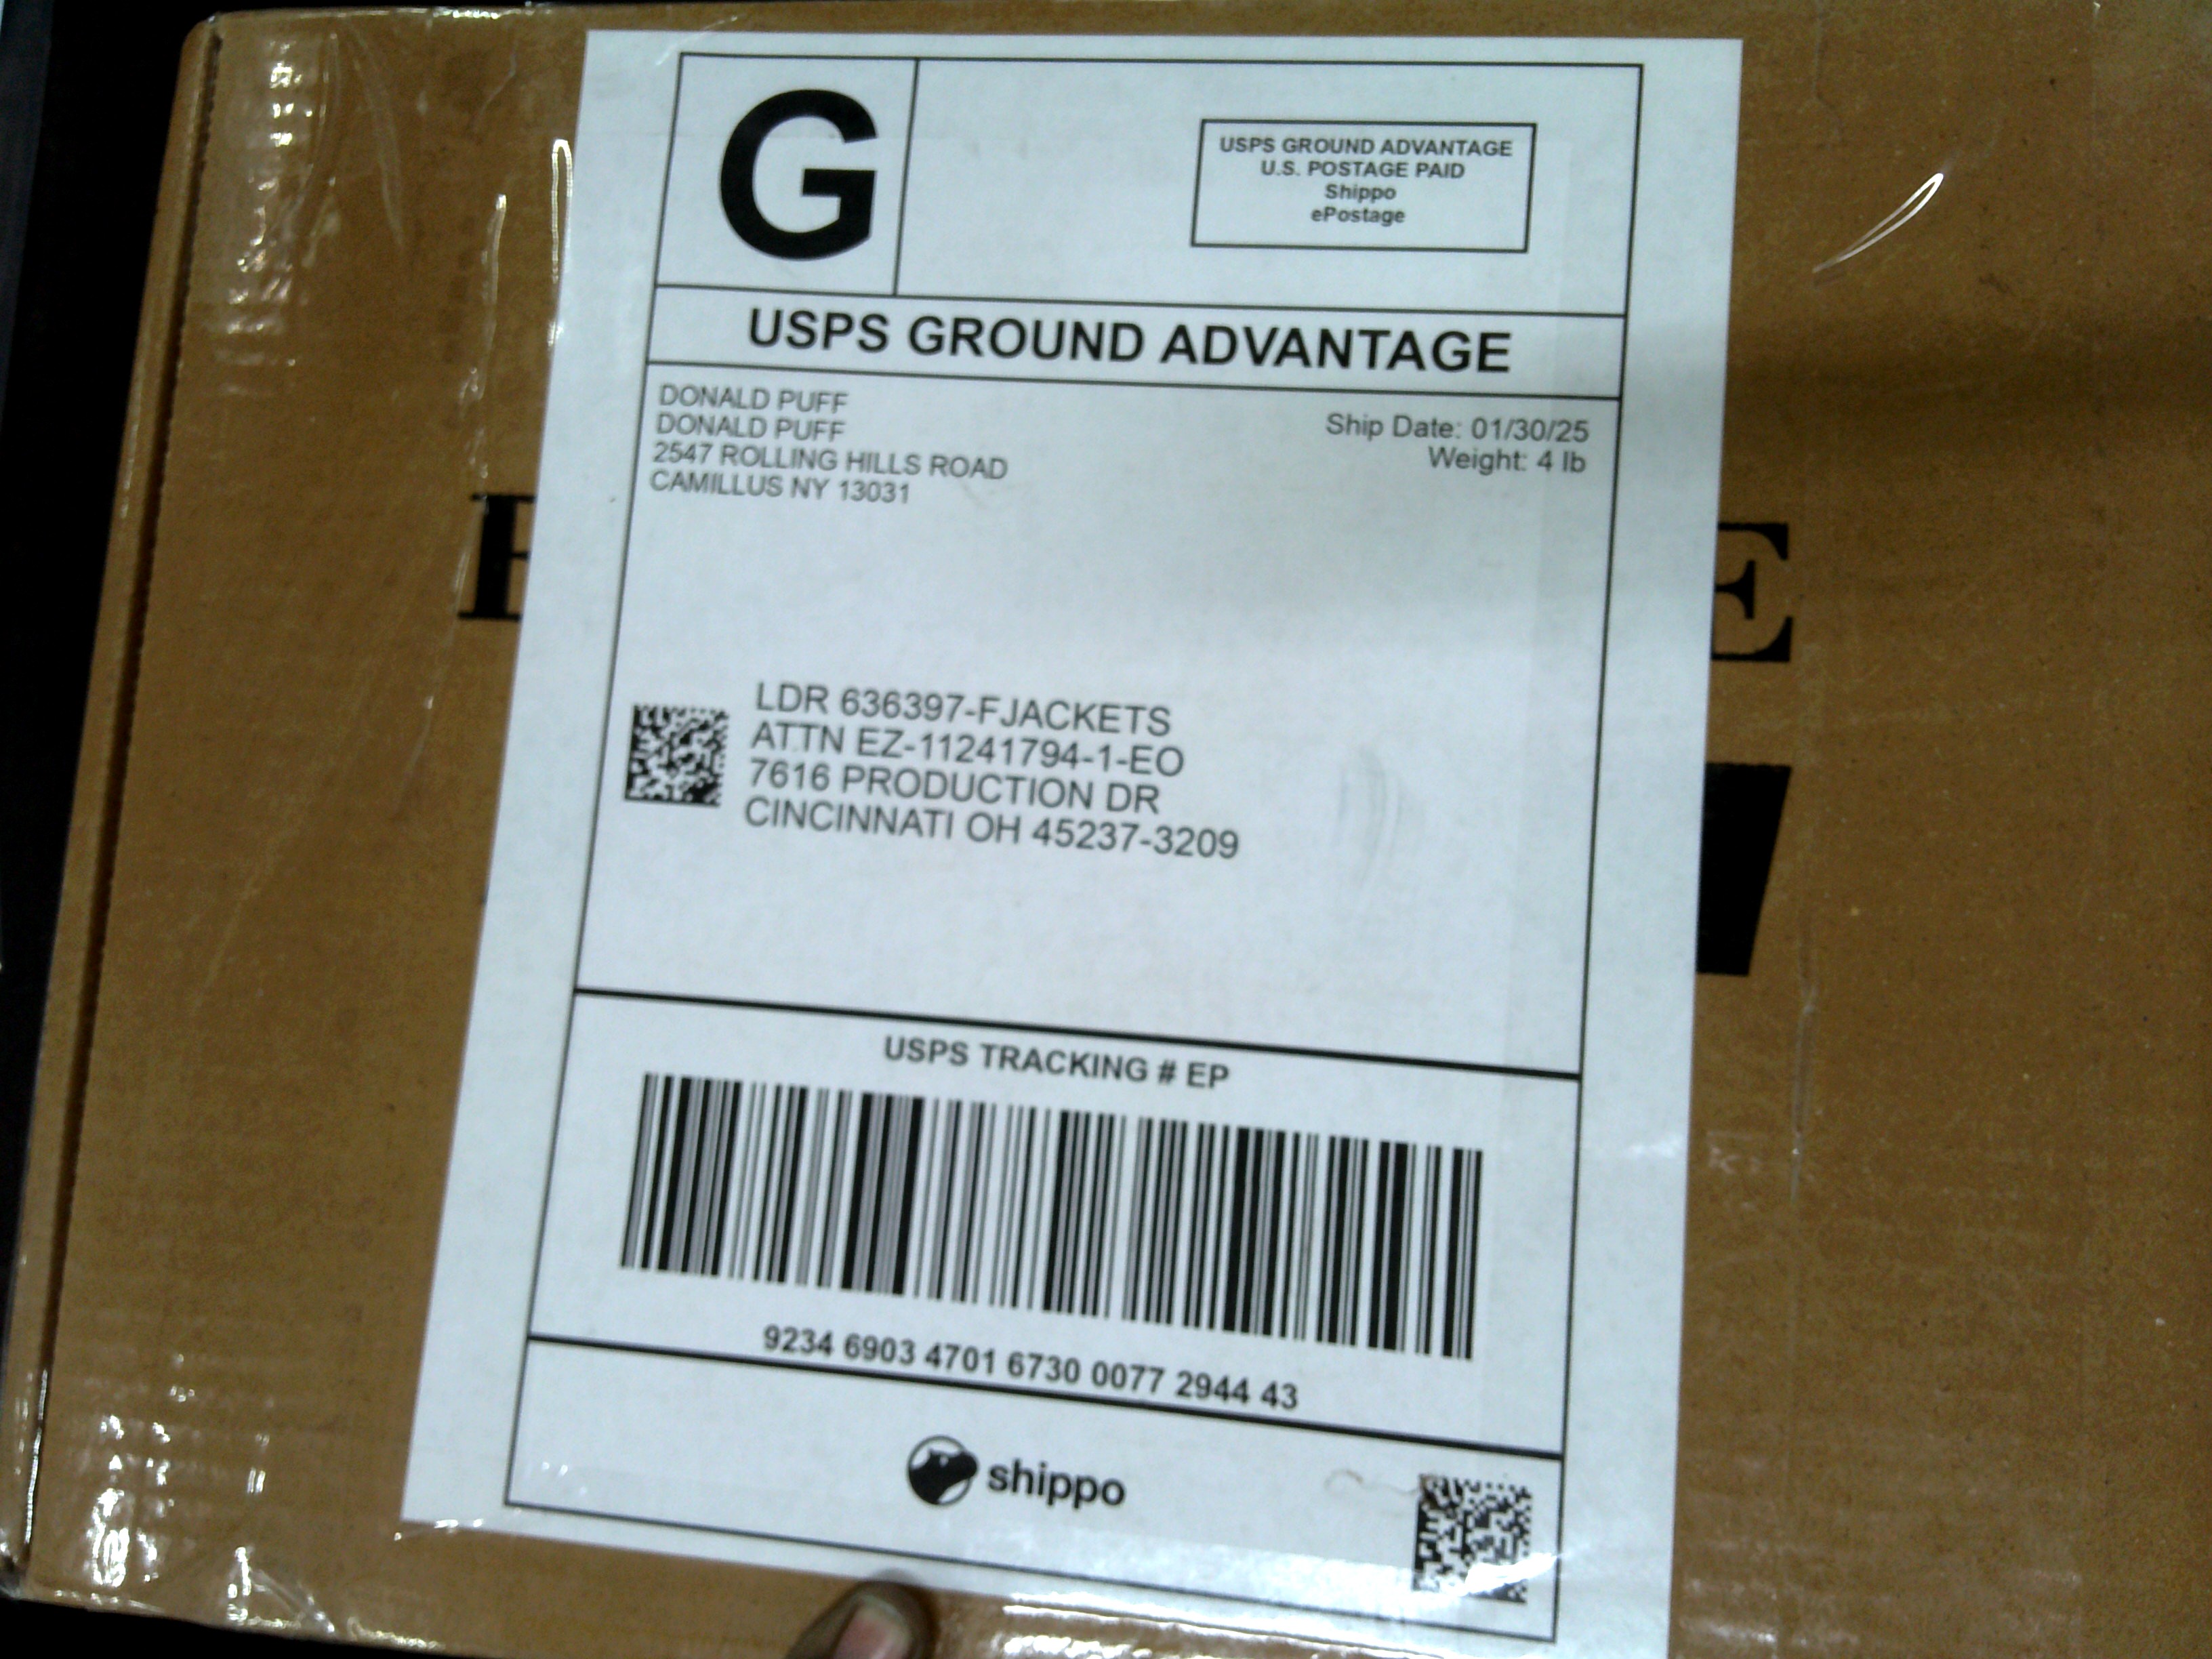 G
USPS GROUND ADVANTAGE
U.S. POSTAGE PAID
Shippo
ePostage
USPS GROUND ADVANTAGE
DONALD PUFF
DONALD PUFF
2547 ROLLING HILLS ROAD
CAMILLUS NY 13031
Ship Date: 01/30/25
Weight: 4 lb
E
LDR 636397-FJACKETS
ATTN EZ-11241794-1-EO
7616 PRODUCTION DR
CINCINNATI OH 45237-3209
USPS TRACKING # EP
9234 6903 4701 6730 0077 2944 43
shippo